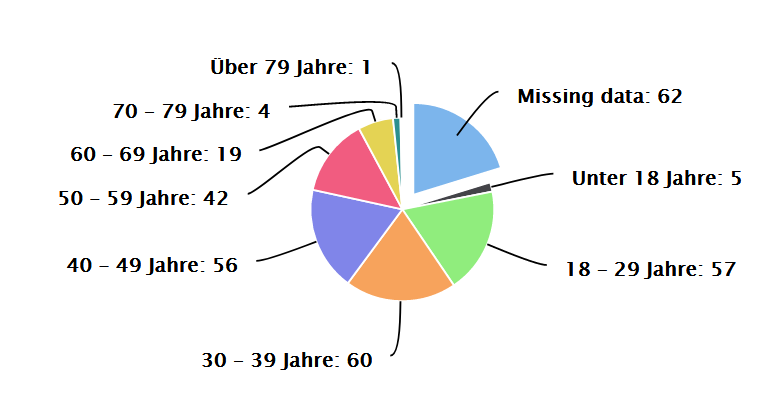 Über 79 Jahre: 1
Missing data: 62
70 – 79 Jahre: 4
60 – 69 Jahre: 19
Unter 18 Jahre: 5
50 – 59 Jahre: 42
40 – 49 Jahre: 56
18 – 29 Jahre: 57
30 – 39 Jahre: 60